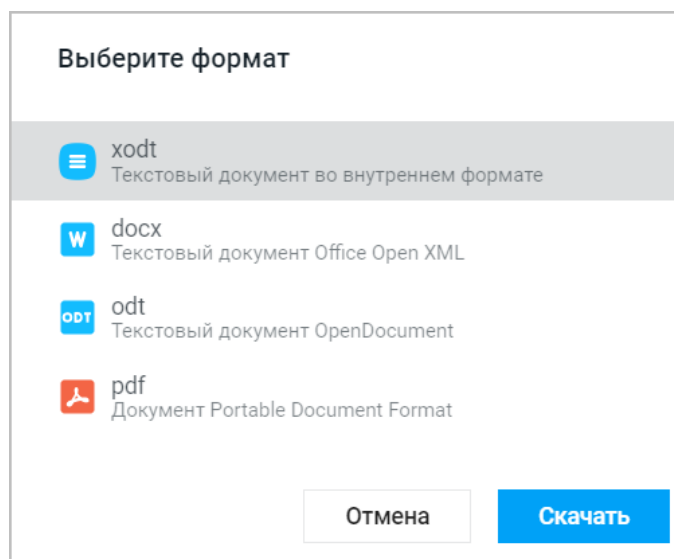 Выберите формат
xodt
Текстовый документ во внутреннем формате
W
docx
Текстовый документ Office Open XML
ODT
odt
Текстовый документ OpenDocument
pdf
Документ Portable Document Format
Отмена
Скачать